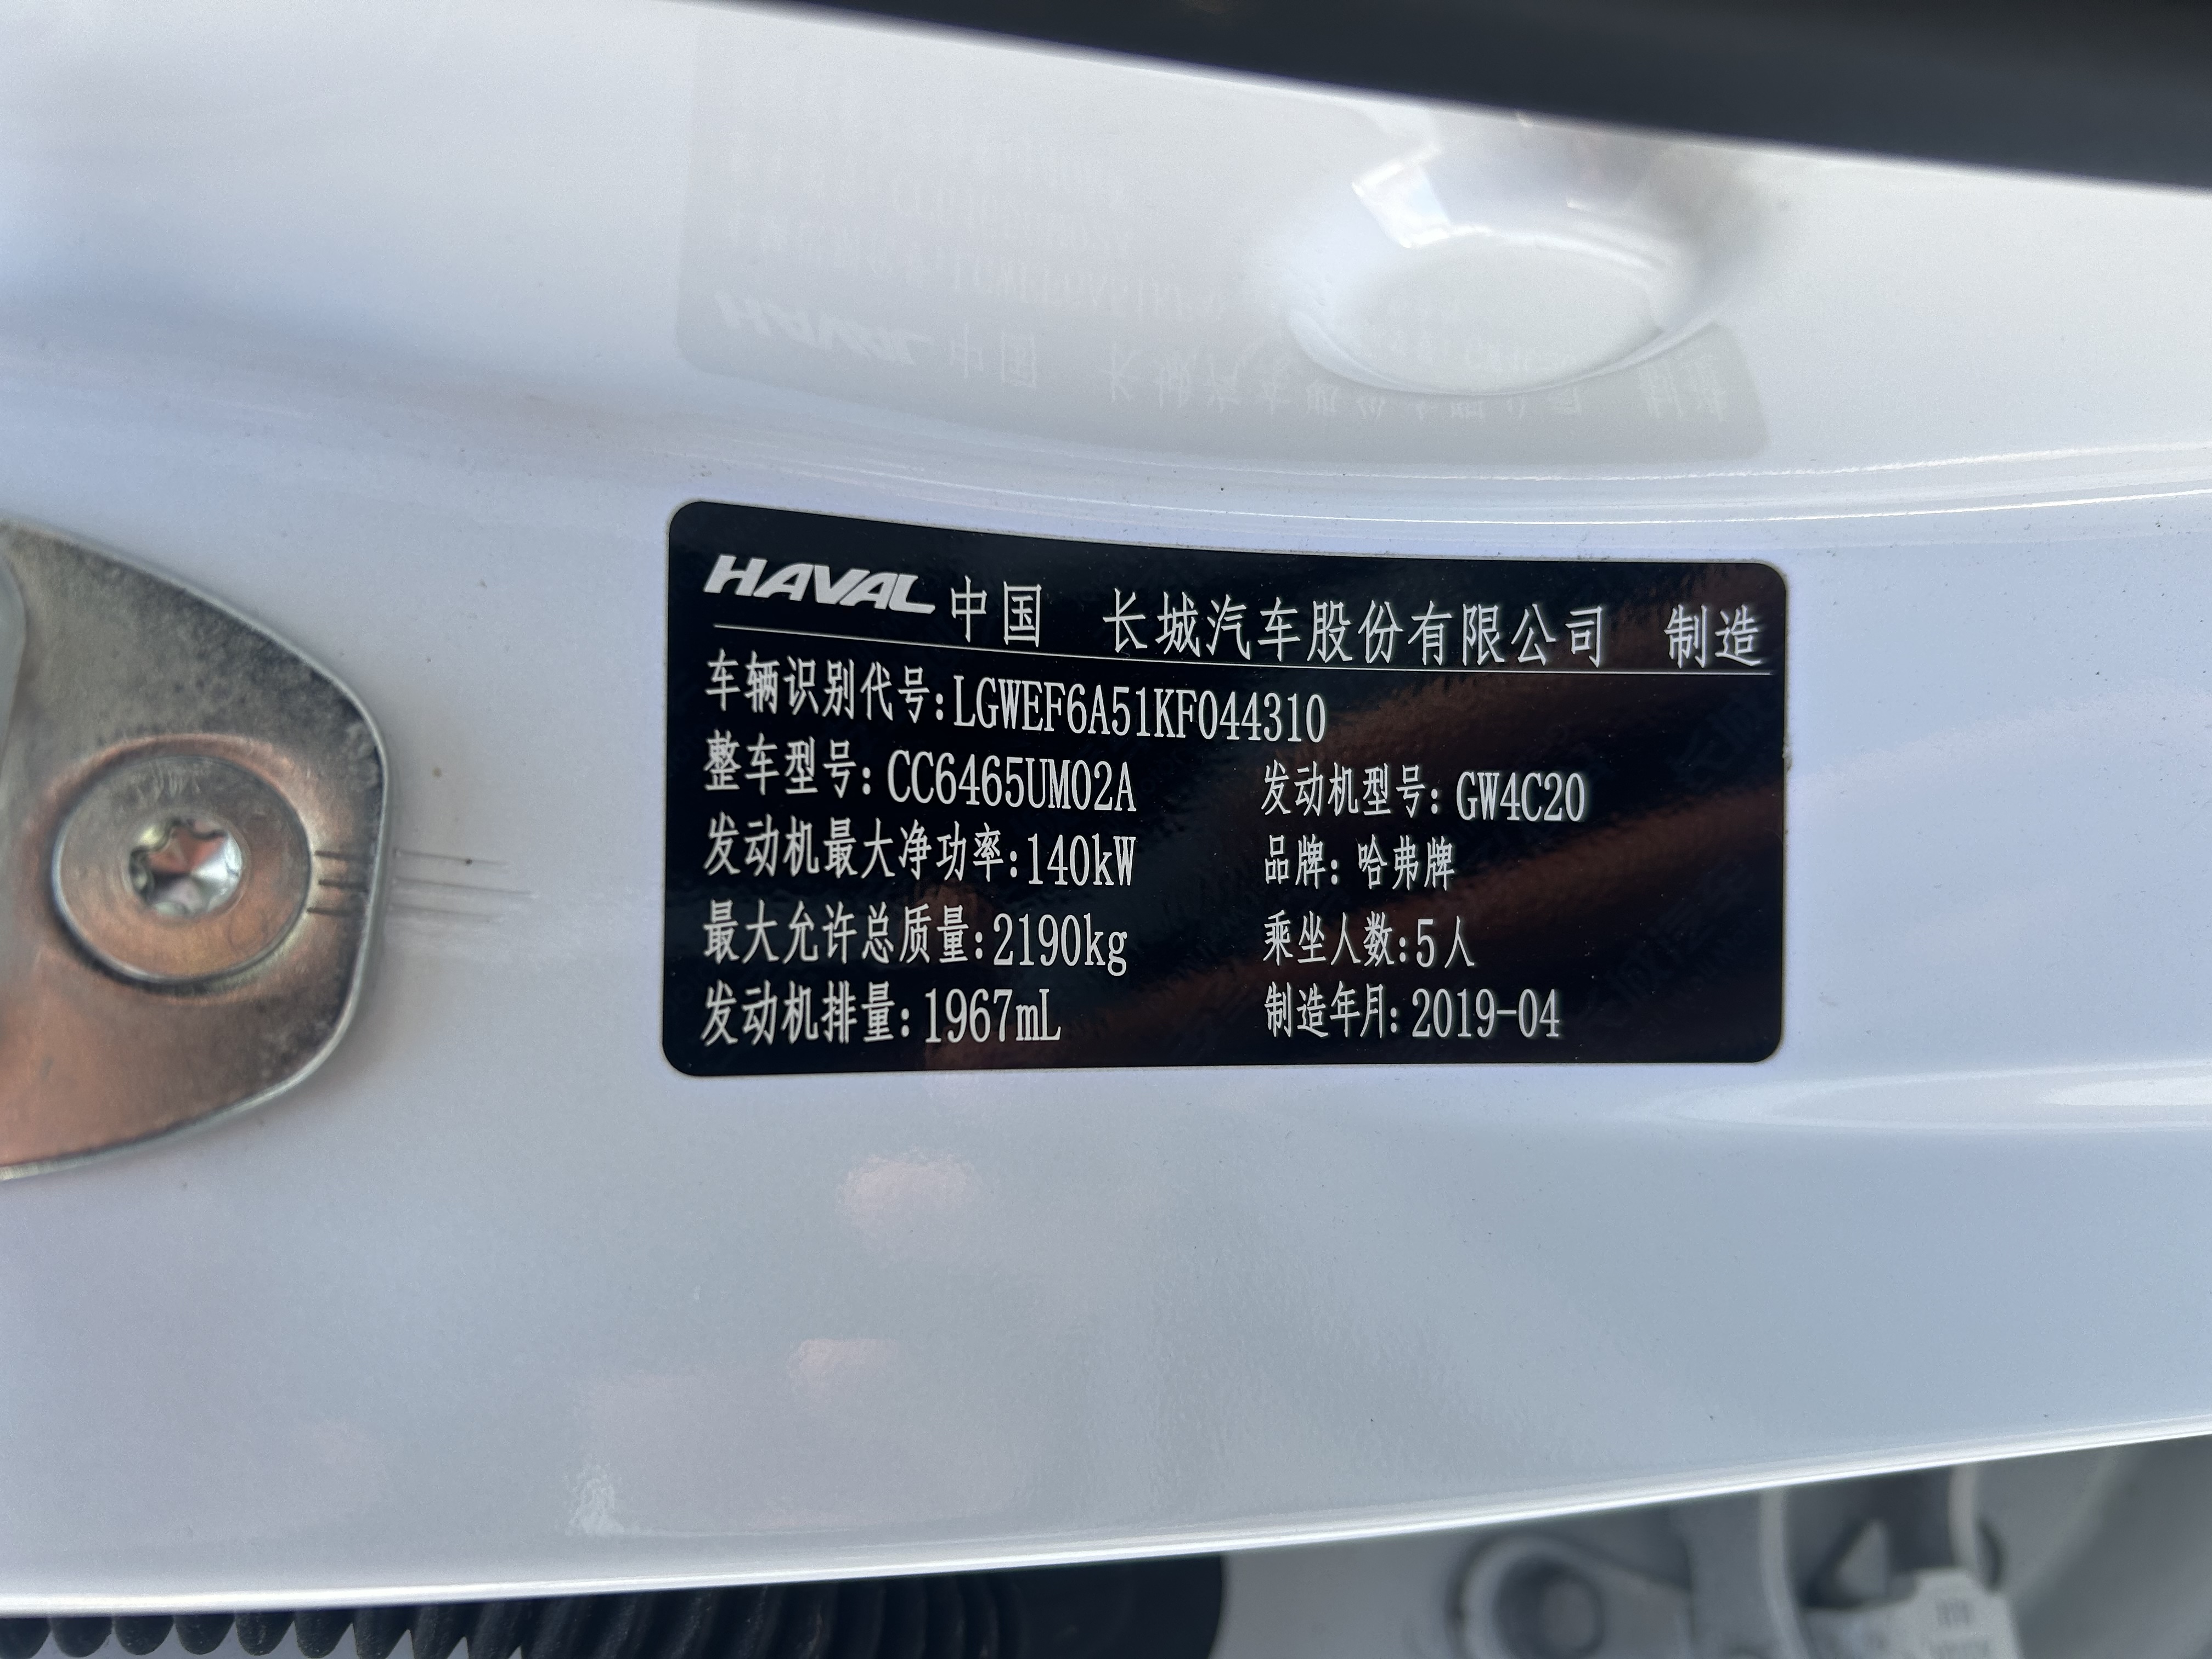 HAVAL 中国 长城汽车股份有限公司 制造
车辆识别代号:LGWEF6A51KF044310
整车型号: CC6465UM02A 发动机型号: GW4C20
发动机最大净功率:140kW 品牌: 哈弗牌
最大允许总质量:2190kg 乘坐人数:5人
发动机排量: 1967mL 制造年月: 2019-04